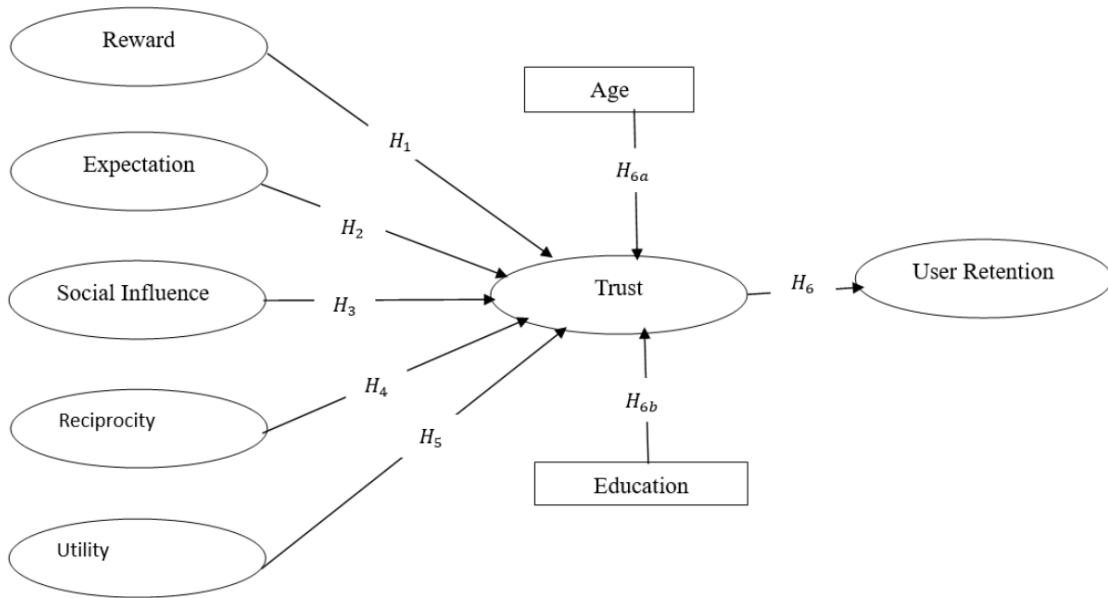 Reward
Age
H₁
Expectation
H₆ₐ
H₂
Social Influence
H₃
Trust
H₆
User Retention
Reciprocity
H₄
H₅
H₆b
Education
Utility